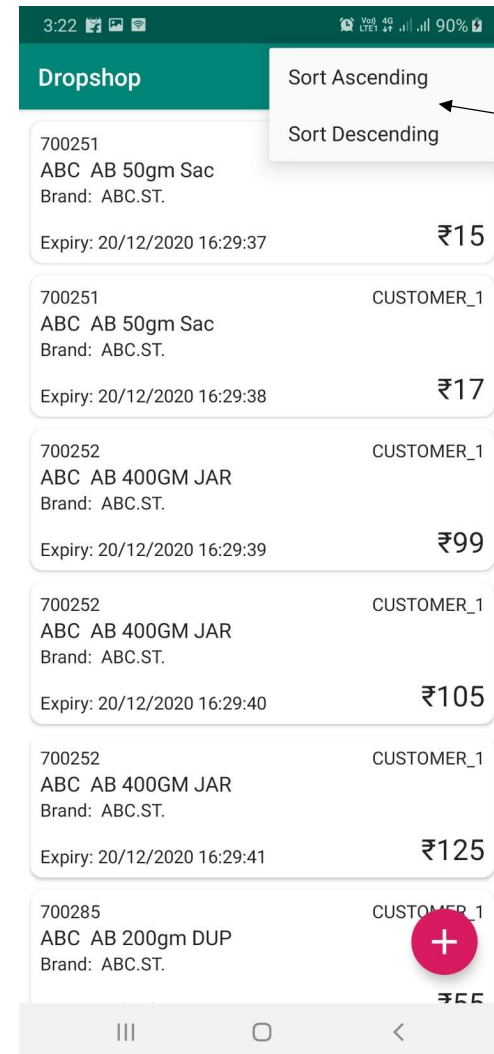 3:22 Vo)) LTE1 4G 90%
Dropshop
Sort Ascending
Sort Descending
700251
ABC AB 50gm Sac
Brand: ABC.ST.
Expiry: 20/12/2020 16:29:37 ₹15
700251 CUSTOMER_1
ABC AB 50gm Sac
Brand: ABC.ST.
Expiry: 20/12/2020 16:29:38 ₹17
700252 CUSTOMER_1
ABC AB 400GM JAR
Brand: ABC.ST.
Expiry: 20/12/2020 16:29:39 ₹99
700252 CUSTOMER_1
ABC AB 400GM JAR
Brand: ABC.ST.
Expiry: 20/12/2020 16:29:40 ₹105
700252 CUSTOMER_1
ABC AB 400GM JAR
Brand: ABC.ST.
Expiry: 20/12/2020 16:29:41 ₹125
700285
ABC AB 200gm DUP
Brand: ABC.ST.